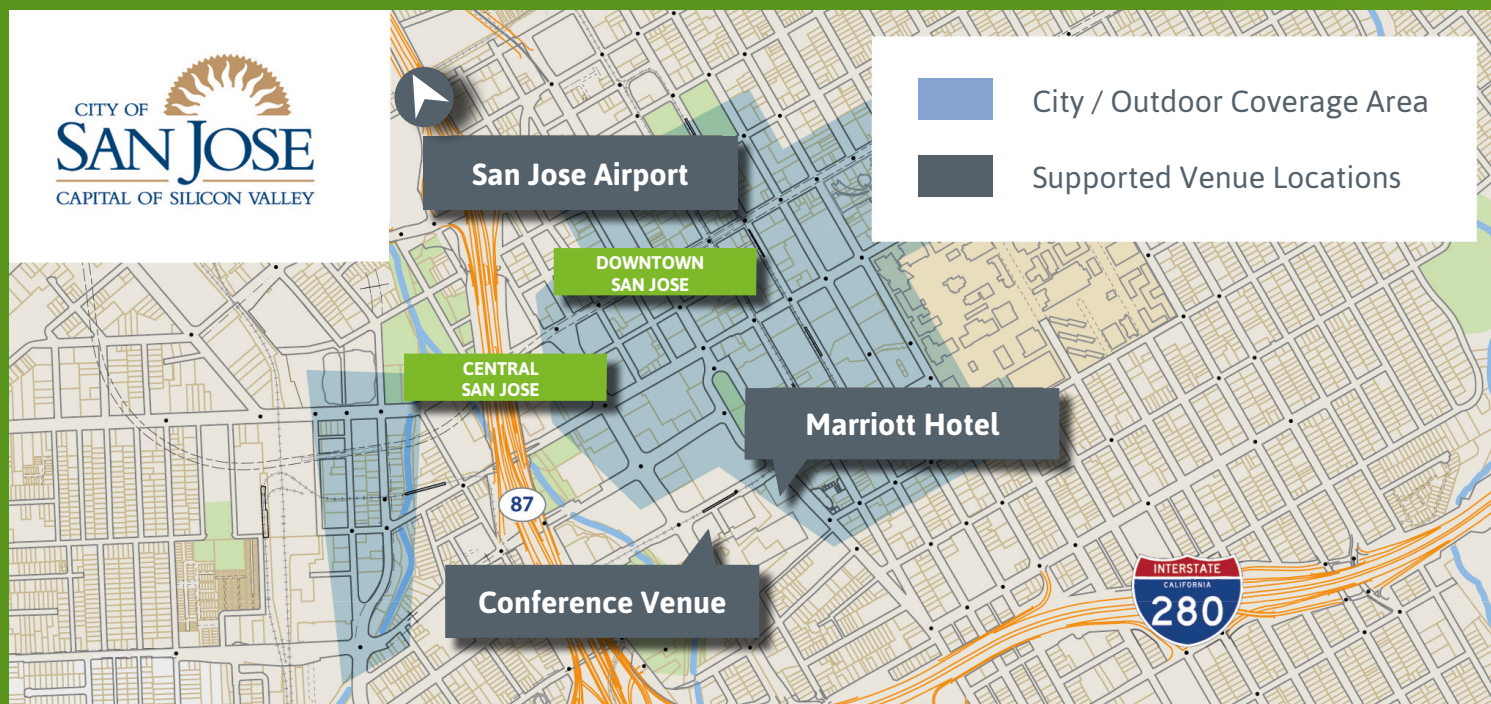 CITY OF
SAN JOSE
CAPITAL OF SILICON VALLEY
San Jose Airport
City / Outdoor Coverage Area
Supported Venue Locations
DOWNTOWN
SAN JOSE
CENTRAL
SAN JOSE
Marriott Hotel
87
Conference Venue
INTERSTATE
CALIFORNIA
280